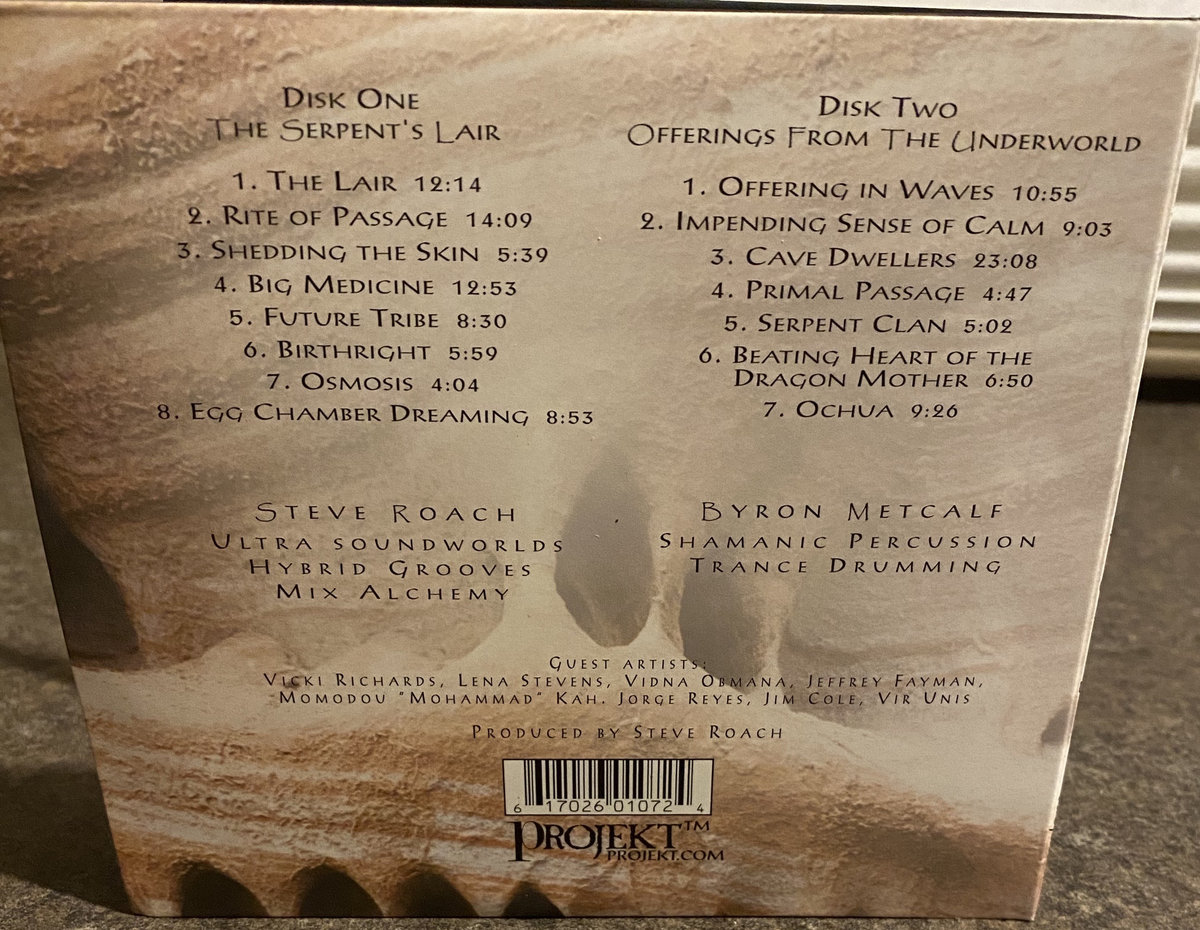 Disk One
The Serpent's Lair
1. The Lair 12:14
2. Rite of Passage 14:09
3. Shedding the Skin 5:39
4. Big Medicine 12:53
5. Future Tribe 8:30
6. Birthright 5:59
7. Osmosis 4:04
8. Egg Chamber Dreaming 8:53
Disk Two
Offerings From The Underworld
1. Offering in Waves 10:55
2. Impending Sense of Calm 9:03
3. Cave Dwellers 23:08
4. Primal Passage 4:47
5. Serpent Clan 5:02
6. Beating Heart of the
Dragon Mother 6:50
7. Ochua 9:26
Steve Roach
Ultra soundworlds
Hybrid Grooves
Mix Alchemy
Byron Metcalf
Shamanic Percussion
Trance Drumming
Guest artists:
Vicki Richards, Lena Stevens, Vidna Obmana, Jeffrey Fayman,
Momodou "Mohammad" Kah. Jorge Reyes, Jim Cole, Vir Unis
Produced by Steve Roach
6 17026 01072 4
Projekt™
Projekt.com